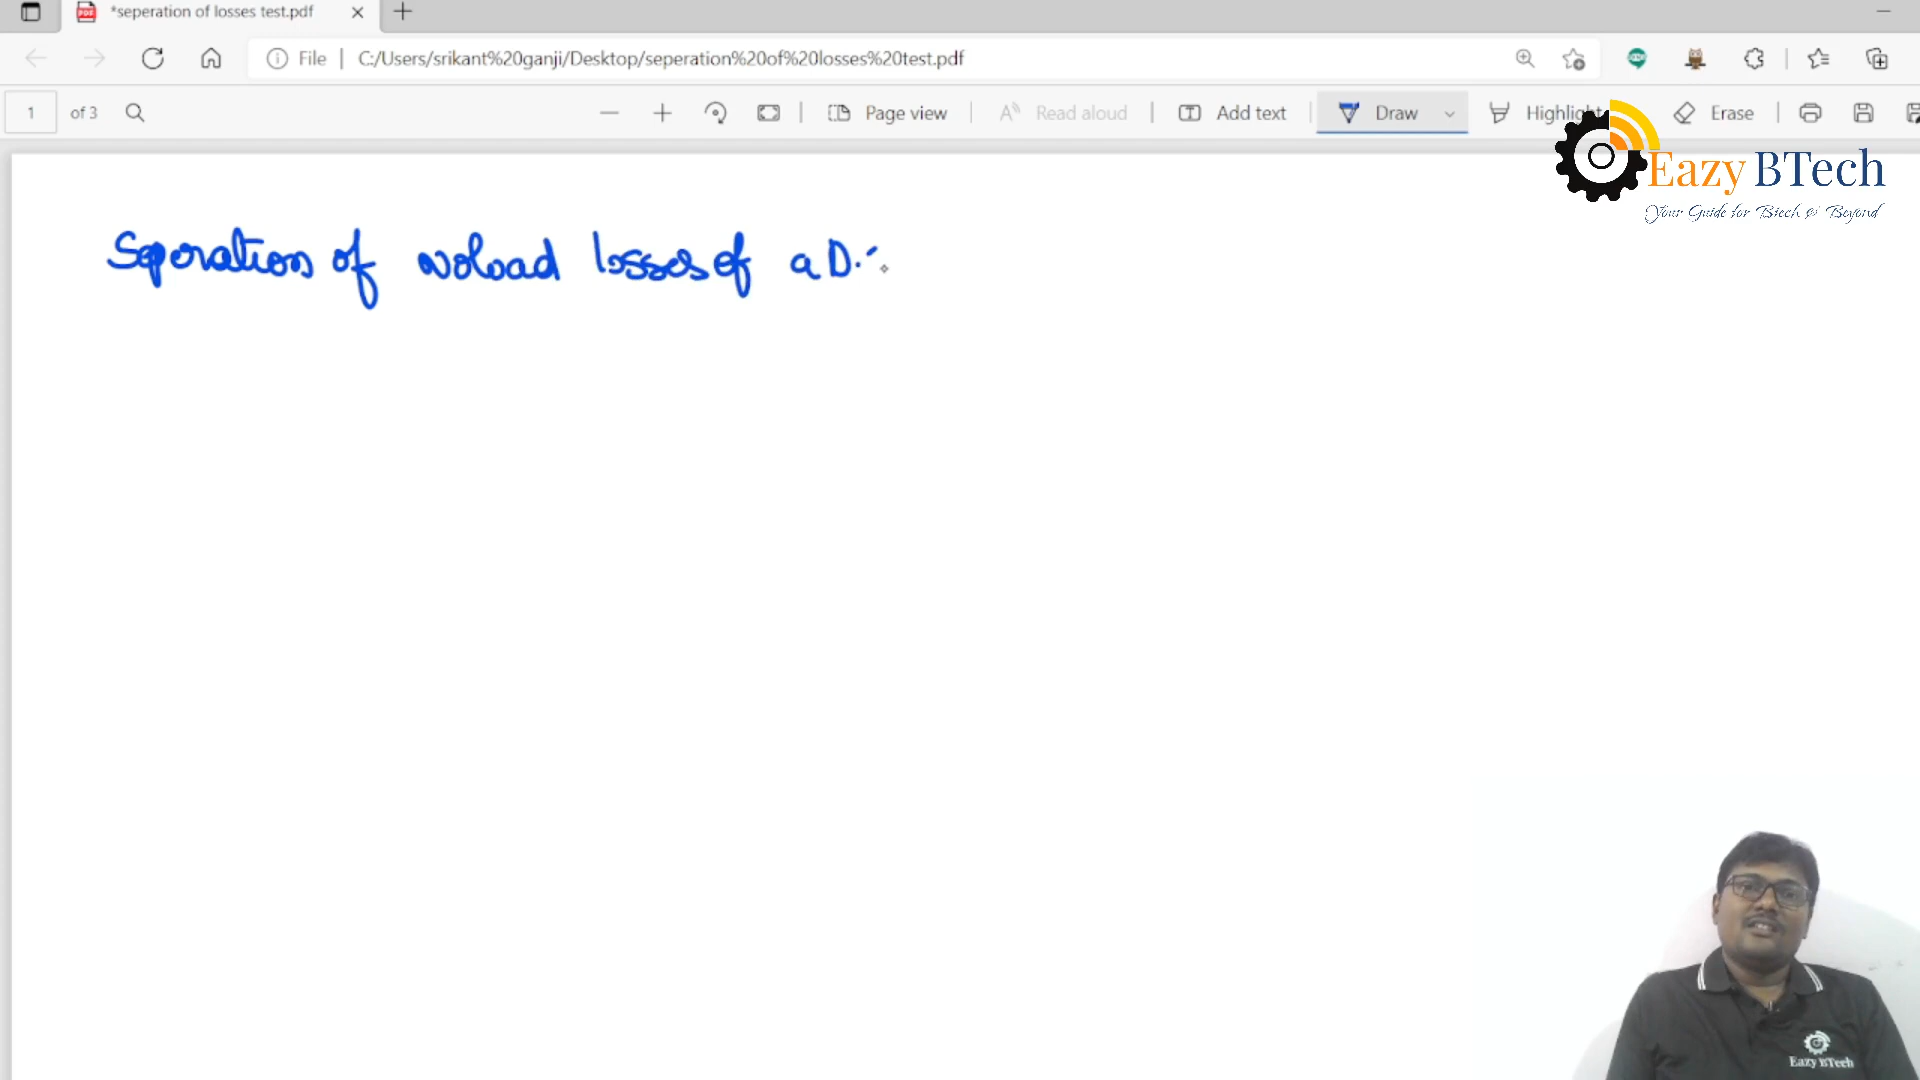 *seperation of losses test.pdf
File | C:/Users/srikant%20ganji/Desktop/seperation%20of%20losses%20test.pdf
1 of 3 Page view Read aloud Add text Draw Highlight Erase
Eazy BTech
Your Guide for Btech & Beyond
Seperation of noload losses of a D.
Eazy BTech